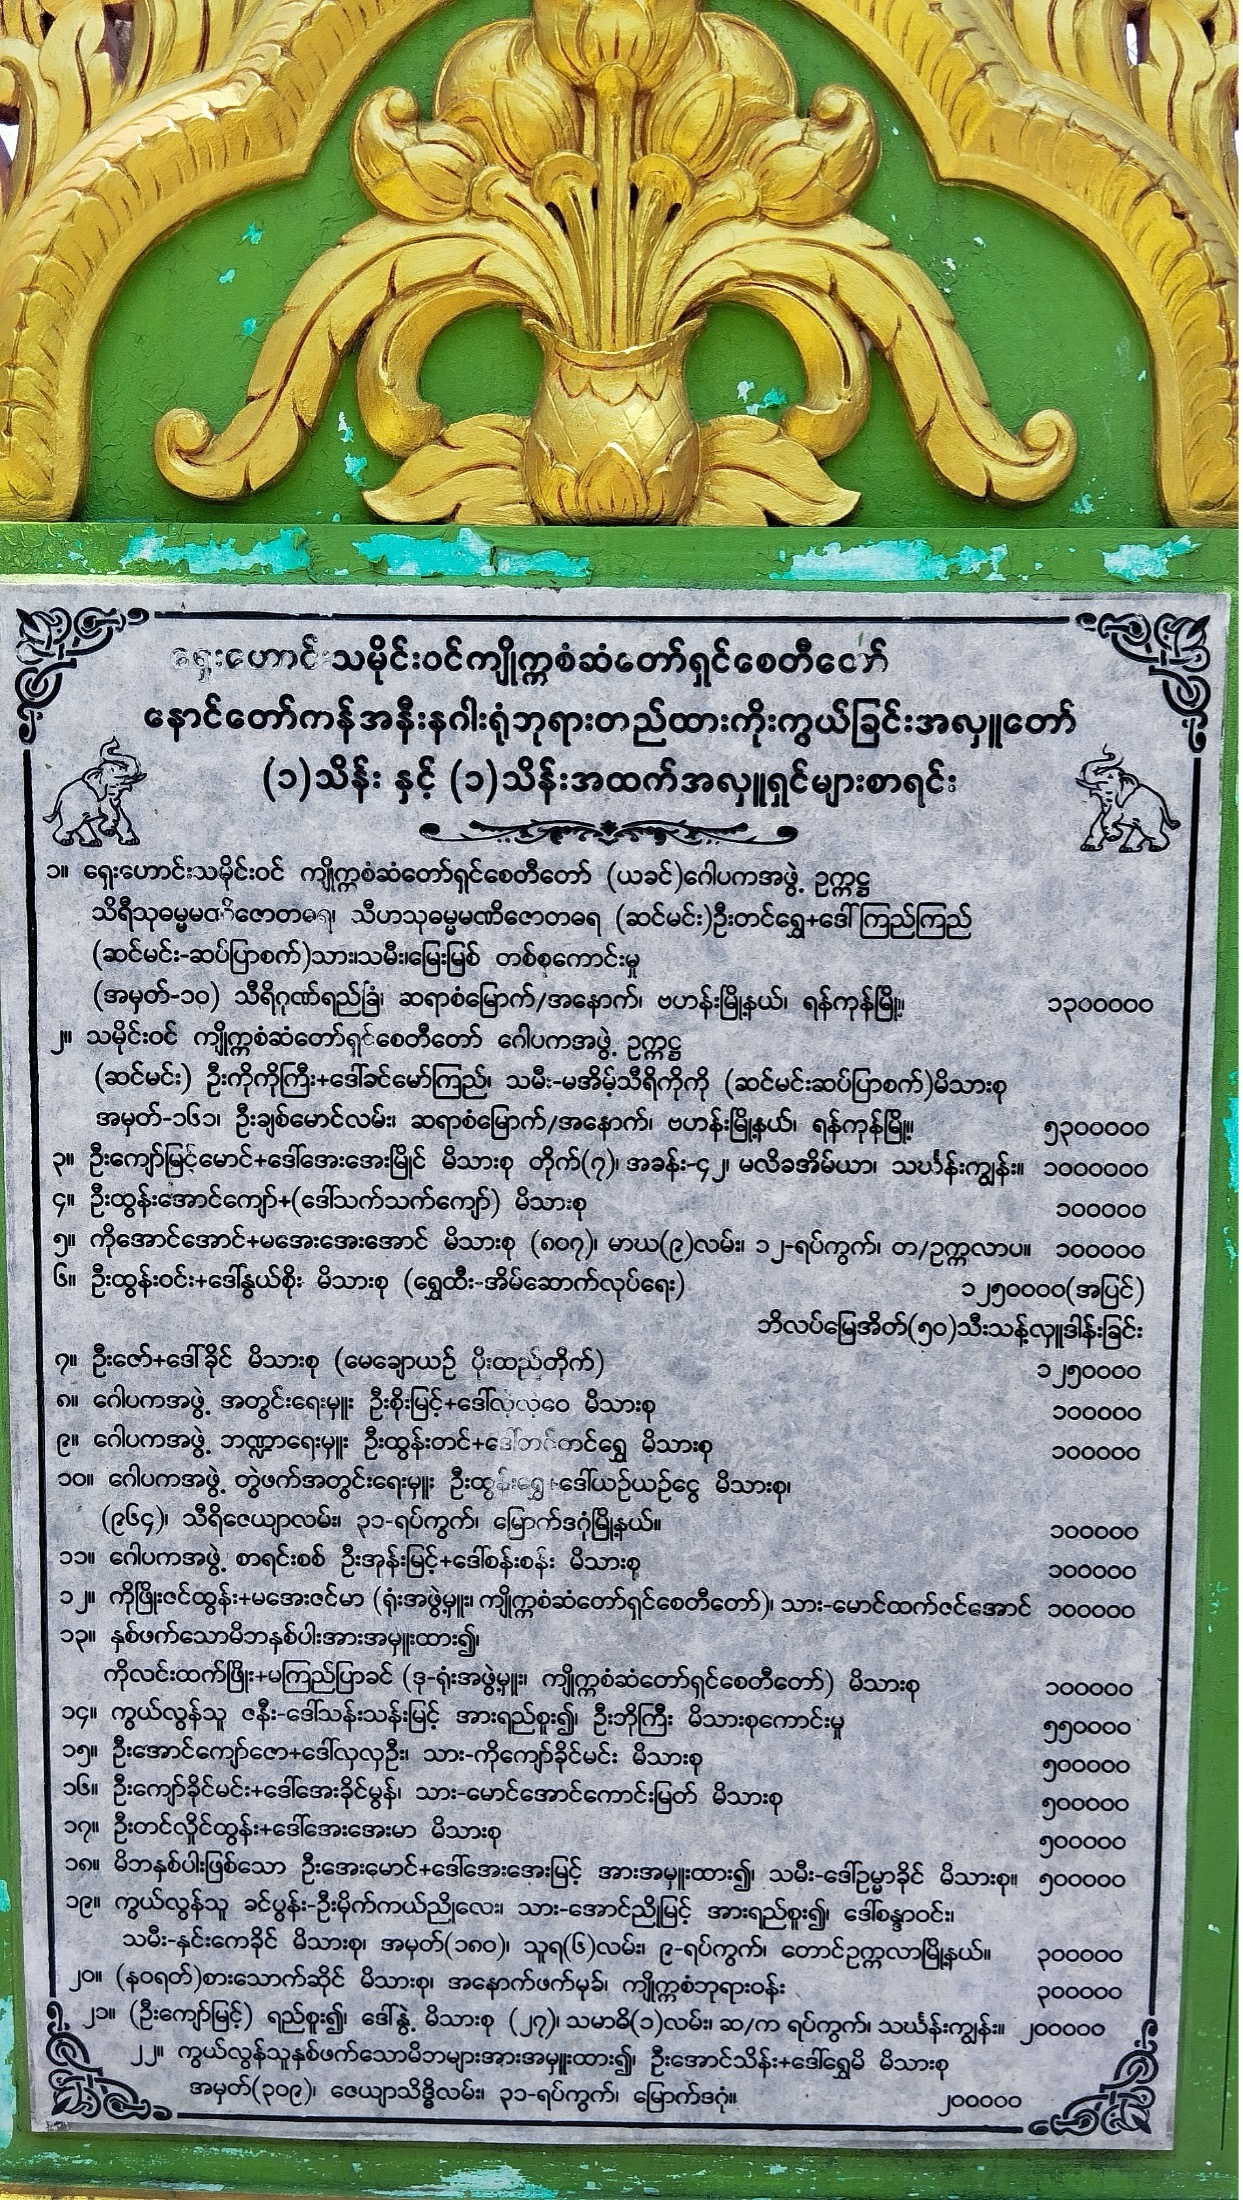 ရှေးဟောင်းသမိုင်းဝင်ကျိုက္ကစံဆံတော်ရှင်စေတီတော်
နောင်တော်ကန်အနီးနဂါးရုံဘုရားတည်ထားကိုးကွယ်ခြင်းအလှူတော်
(၁)သိန်း နှင့် (၁)သိန်းအထက်အလှူရှင်များစာရင်း
၁။ ရှေးဟောင်းသမိုင်းဝင် ကျိုက္ကစံဆံတော်ရှင်စေတီတော် (ယခင်)ဂေါပကအဖွဲ့ ဥက္ကဋ္ဌ
သိရီသုဓမ္မမဏိဇောတဓရ၊ သီဟသုဓမ္မမဏိဇောတဓရ (ဆင်မင်း)ဦးတင်ရွှေ+ဒေါ်ကြည်ကြည်
(ဆင်မင်း-ဆပ်ပြာစက်)သား၊သမီး၊မြေးမြစ် တစ်စုကောင်းမှု
(အမှတ်-၁၀) သီရိဂုဏ်ရည်ခြံ၊ ဆရာစံမြောက်/အနောက်၊ ဗဟန်းမြို့နယ်၊ ရန်ကုန်မြို့။ ၁၃၀၀၀၀၀
၂။ သမိုင်းဝင် ကျိုက္ကစံဆံတော်ရှင်စေတီတော် ဂေါပကအဖွဲ့ ဥက္ကဋ္ဌ
(ဆင်မင်း) ဦးကိုကိုကြီး+ဒေါ်ခင်မော်ကြည်၊ သမီး-မအိမ့်သီရိကိုကို (ဆင်မင်းဆပ်ပြာစက်)မိသားစု
အမှတ်-၁၆၁၊ ဦးချစ်မောင်လမ်း၊ ဆရာစံမြောက်/အနောက်၊ ဗဟန်းမြို့နယ်၊ ရန်ကုန်မြို့။ ၅၃၀၀၀၀၀
၃။ ဦးကျော်မြင့်မောင်+ဒေါ်အေးအေးမြိုင် မိသားစု တိုက်(၇)၊ အခန်း-၄၂၊ မလိခအိမ်ယာ၊ သင်္ဃန်းကျွန်း။ ၁၀၀၀၀၀၀
၄။ ဦးထွန်းအောင်ကျော်+(ဒေါ်သက်သက်ကျော်) မိသားစု ၁၀၀၀၀၀
၅။ ကိုအောင်အောင်+မအေးအေးအောင် မိသားစု (၈၀၇)၊ မာဃ(၉)လမ်း၊ ၁၂-ရပ်ကွက်၊ တ/ဥက္ကလာပ။ ၁၀၀၀၀၀
၆။ ဦးထွန်းဝင်း+ဒေါ်နွယ်စိုး မိသားစု (ရွှေထီး-အိမ်ဆောက်လုပ်ရေး) ၁၂၅၀၀၀၀(အပြင်)
ဘိလပ်မြေအိတ်(၅၀)သီးသန့်လှူဒါန်းခြင်း
၇။ ဦးဇော်+ဒေါ်ခိုင် မိသားစု (မေချောယဉ် ပိုးထည်တိုက်) ၁၂၅၀၀၀၀
၈။ ဂေါပကအဖွဲ့ အတွင်းရေးမှူး ဦးစိုးမြင့်+ဒေါ်လှလှဝေ မိသားစု ၁၀၀၀၀၀
၉။ ဂေါပကအဖွဲ့ ဘဏ္ဍာရေးမှူး ဦးထွန်းတင်+ဒေါ်တင်တင်ရွှေ မိသားစု ၁၀၀၀၀၀
၁၀။ ဂေါပကအဖွဲ့ တွဲဖက်အတွင်းရေးမှူး ဦးထွန်းရွှေ+ဒေါ်ယဉ်ယဉ်ငွေ မိသားစု၊
(၉၆၄)၊ သီရိဇေယျာလမ်း၊ ၃၁-ရပ်ကွက်၊ မြောက်ဒဂုံမြို့နယ်။ ၁၀၀၀၀၀
၁၁။ ဂေါပကအဖွဲ့ စာရင်းစစ် ဦးအုန်းမြင့်+ဒေါ်စန်းစန်း မိသားစု ၁၀၀၀၀၀
၁၂။ ကိုဖြိုးဇင်ထွန်း+မအေးဇင်မာ (ရုံးအဖွဲ့မှူး၊ ကျိုက္ကစံဆံတော်ရှင်စေတီတော်)၊ သား-မောင်ထက်ဇင်အောင် ၁၀၀၀၀၀
၁၃။ နှစ်ဖက်သောမိဘနှစ်ပါးအားအမှူးထား၍၊
ကိုလင်းထက်ဖြိုး+မကြည်ပြာခင် (ဒု-ရုံးအဖွဲ့မှူး၊ ကျိုက္ကစံဆံတော်ရှင်စေတီတော်) မိသားစု ၁၀၀၀၀၀
၁၄။ ကွယ်လွန်သူ ဇနီး-ဒေါ်သန်းသန်းမြင့် အားရည်စူး၍၊ ဦးဘိုကြီး မိသားစုကောင်းမှု ၅၅၀၀၀၀
၁၅။ ဦးအောင်ကျော်ဇော+ဒေါ်လှလှဦး၊ သား-ကိုကျော်ခိုင်မင်း မိသားစု ၅၀၀၀၀၀
၁၆။ ဦးကျော်ခိုင်မင်း+ဒေါ်အေးခိုင်မွန်၊ သား-မောင်အောင်ကောင်းမြတ် မိသားစု ၅၀၀၀၀၀
၁၇။ ဦးတင်လှိုင်ထွန်း+ဒေါ်အေးအေးမာ မိသားစု ၅၀၀၀၀၀
၁၈။ မိဘနှစ်ပါးဖြစ်သော ဦးအေးမောင်+ဒေါ်အေးအေးမြင့် အားအမှူးထား၍၊ သမီး-ဒေါ်ဥမ္မာခိုင် မိသားစု။ ၅၀၀၀၀၀
၁၉။ ကွယ်လွန်သူ ခင်ပွန်း-ဦးမိုက်ကယ်ညိုလေး၊ သား-အောင်ညိုမြင့် အားရည်စူး၍၊ ဒေါ်စန္ဒာဝင်း၊
သမီး-နှင်းကေခိုင် မိသားစု၊ အမှတ်(၁၈၀)၊ သူရ(၆)လမ်း၊ ၉-ရပ်ကွက်၊ တောင်ဥက္ကလာမြို့နယ်။ ၃၀၀၀၀၀
၂၀။ (နဝရတ်)စားသောက်ဆိုင် မိသားစု၊ အနောက်ဖက်မုခ်၊ ကျိုက္ကစံဘုရားဝန်း ၃၀၀၀၀၀
၂၁။ (ဦးကျော်မြင့်) ရည်စူး၍၊ ဒေါ်နွဲ့ မိသားစု (၂၇)၊ သမာဓိ(၁)လမ်း၊ ဆ/က ရပ်ကွက်၊ သင်္ဃန်းကျွန်း။ ၂၀၀၀၀၀
၂၂။ ကွယ်လွန်သူနှစ်ဖက်သောမိဘများအားအမှူးထား၍၊ ဦးအောင်သိန်း+ဒေါ်ရွှေမိ မိသားစု
အမှတ်(၃၀၉)၊ ဇေယျာသိဒ္ဓိလမ်း၊ ၃၁-ရပ်ကွက်၊ မြောက်ဒဂုံ။ ၂၀၀၀၀၀